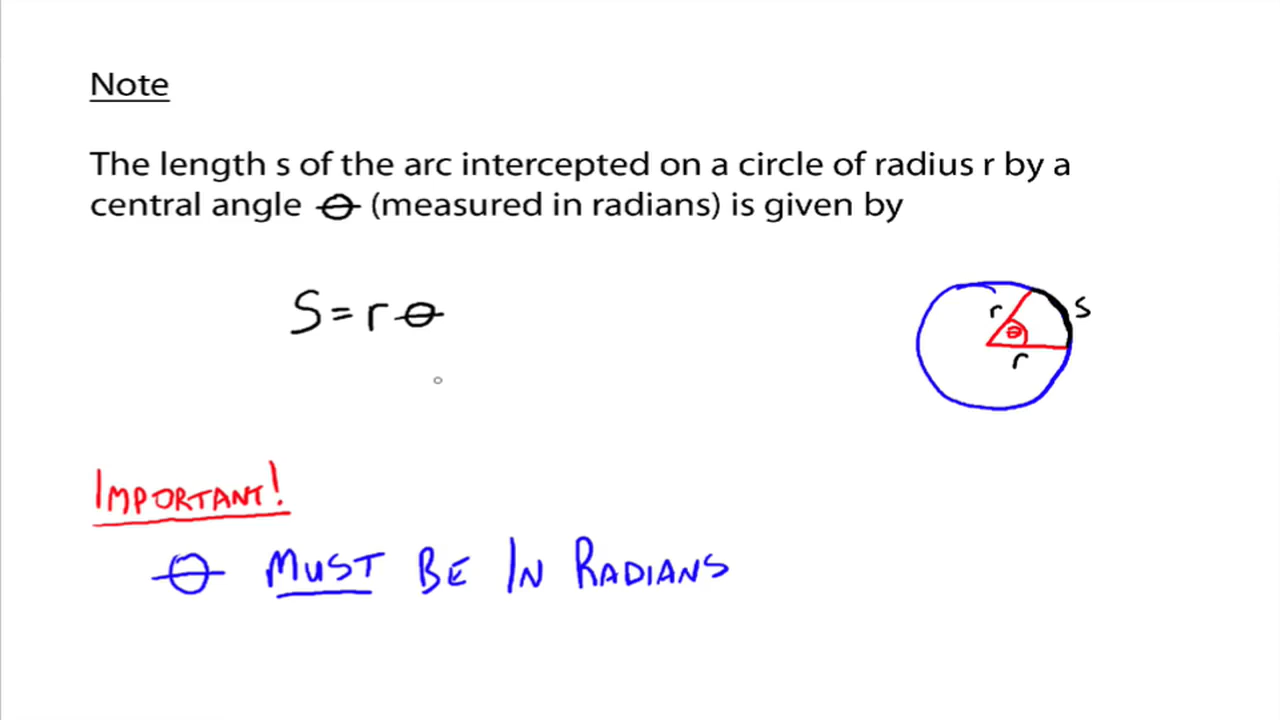 Note
The length s of the arc intercepted on a circle of radius r by a
central angle θ (measured in radians) is given by
S = r θ
r
s
θ
r
IMPORTANT!
θ MUST BE IN RADIANS